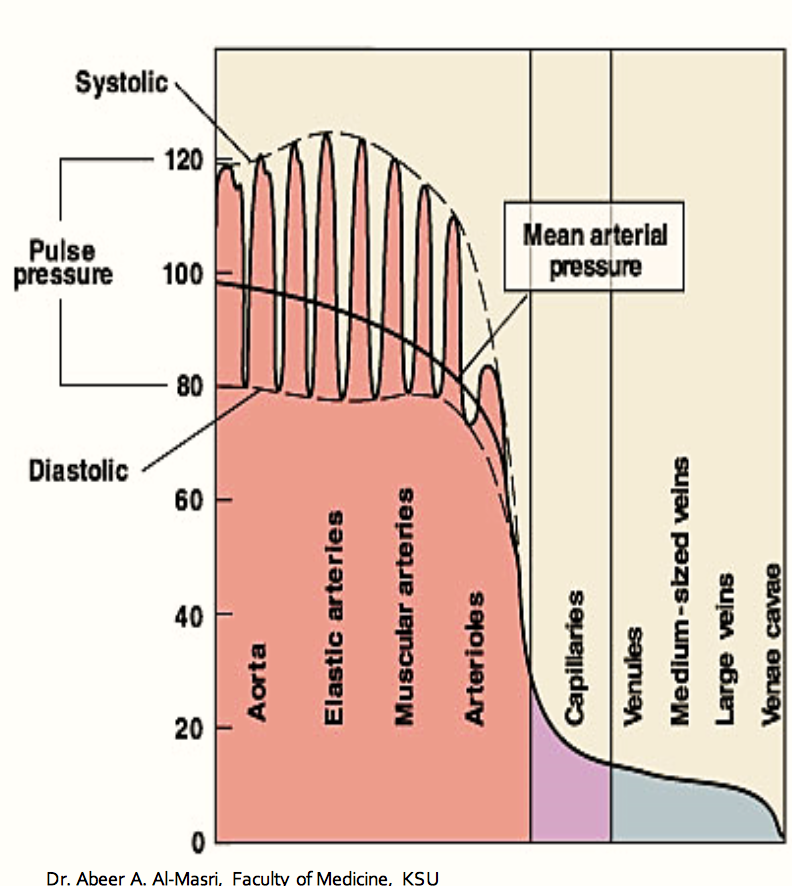 Systolic
120
Pulse
pressure
100
Mean arterial
pressure
80
Diastolic
60
40
20
0
Aorta
Elastic arteries
Muscular arteries
Arterioles
Capillaries
Venules
Medium-sized veins
Large veins
Venae cavae
Dr. Abeer A. Al-Masri, Faculty of Medicine, KSU